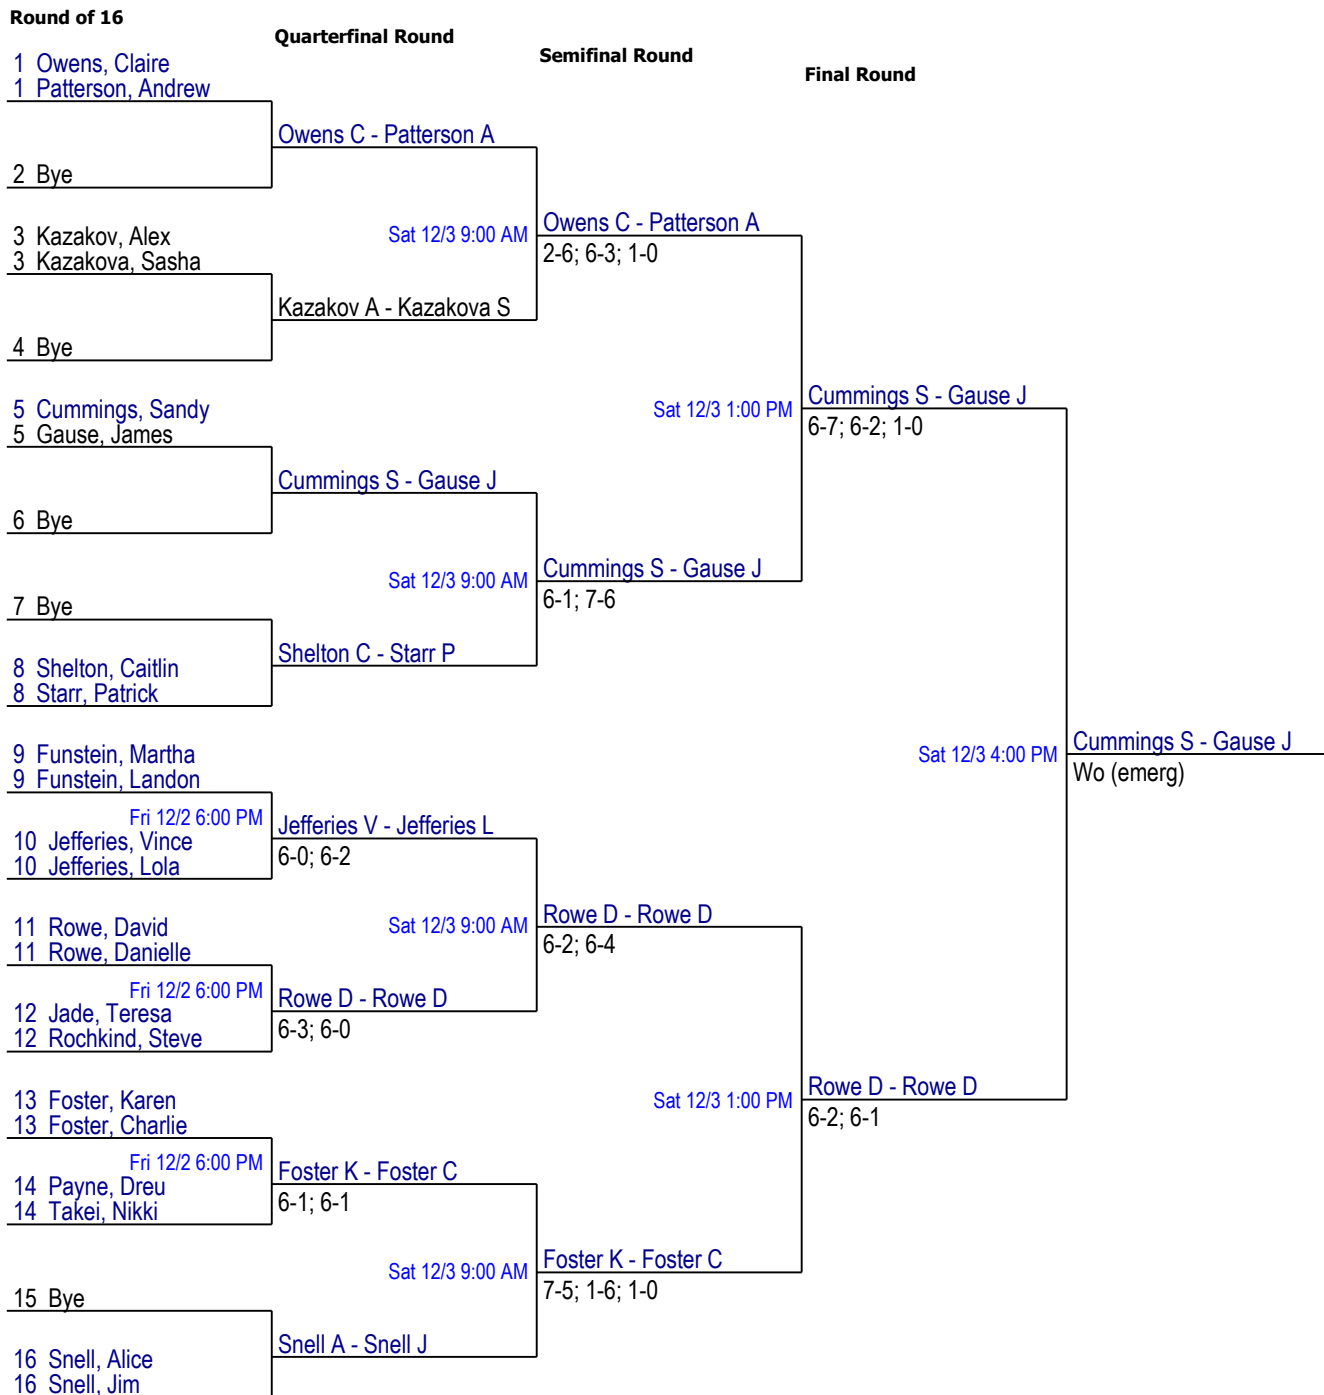 Round of 16
Quarterfinal Round
Semifinal Round
Final Round
1 Owens, Claire
1 Patterson, Andrew
Owens C - Patterson A
2 Bye
Owens C - Patterson A
Sat 12/3 9:00 AM
2-6; 6-3; 1-0
3 Kazakov, Alex
3 Kazakova, Sasha
Kazakov A - Kazakova S
4 Bye
Cummings S - Gause J
Sat 12/3 1:00 PM
6-7; 6-2; 1-0
5 Cummings, Sandy
5 Gause, James
Cummings S - Gause J
6 Bye
Cummings S - Gause J
Sat 12/3 9:00 AM
6-1; 7-6
7 Bye
Shelton C - Starr P
8 Shelton, Caitlin
8 Starr, Patrick
Cummings S - Gause J
Sat 12/3 4:00 PM
Wo (emerg)
9 Funstein, Martha
9 Funstein, Landon
Fri 12/2 6:00 PM
Jefferies V - Jefferies L
10 Jefferies, Vince
10 Jefferies, Lola
6-0; 6-2
Rowe D - Rowe D
Sat 12/3 9:00 AM
6-2; 6-4
11 Rowe, David
11 Rowe, Danielle
Fri 12/2 6:00 PM
Rowe D - Rowe D
12 Jade, Teresa
12 Rochkind, Steve
6-3; 6-0
Rowe D - Rowe D
Sat 12/3 1:00 PM
6-2; 6-1
13 Foster, Karen
13 Foster, Charlie
Fri 12/2 6:00 PM
Foster K - Foster C
14 Payne, Dreu
14 Takei, Nikki
6-1; 6-1
Foster K - Foster C
Sat 12/3 9:00 AM
7-5; 1-6; 1-0
15 Bye
Snell A - Snell J
16 Snell, Alice
16 Snell, Jim